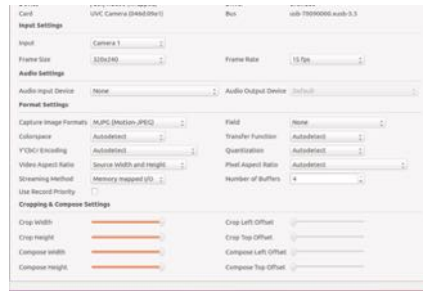 Card UVC Camera (046d:09a1) Bus usb-70090000.xusb-3.5
Input Settings
Input Camera 1
Frame Size 320x240 Frame Rate 15 fps
Audio Settings
Audio Input Device None Audio Output Device Default
Format Settings
Capture Image Formats MJPG (Motion-JPEG) Field None
Colorspace Autodetect Transfer Function Autodetect
Y'CbCr Encoding Autodetect Quantization Autodetect
Video Aspect Ratio Source Width and Height Pixel Aspect Ratio Autodetect
Streaming Method Memory mapped I/O Number of Buffers 4
Use Record Priority
Cropping & Compose Settings
Crop Width Crop Left Offset
Crop Height Crop Top Offset
Compose Width Compose Left Offset
Compose Height Compose Top Offset